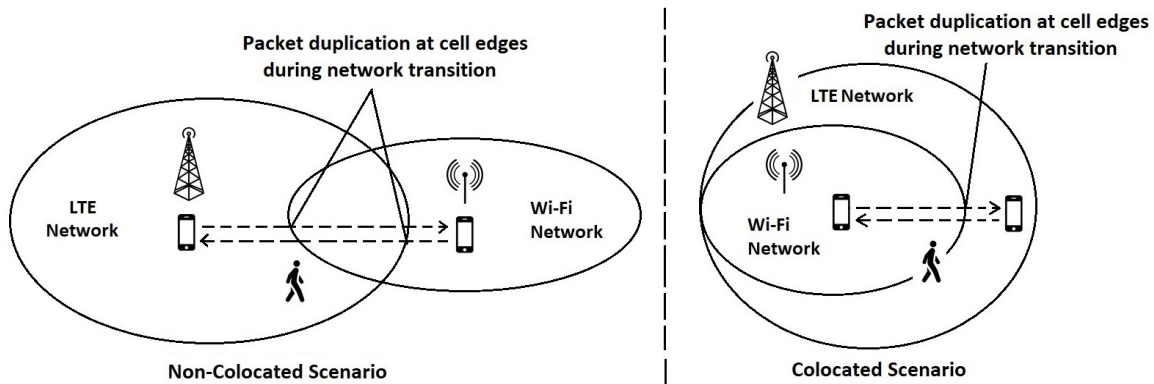 Packet duplication at cell edges
during network transition
LTE
Network
Wi-Fi
Network
Non-Colocated Scenario
Packet duplication at cell edges
during network transition
LTE Network
Wi-Fi
Network
Colocated Scenario